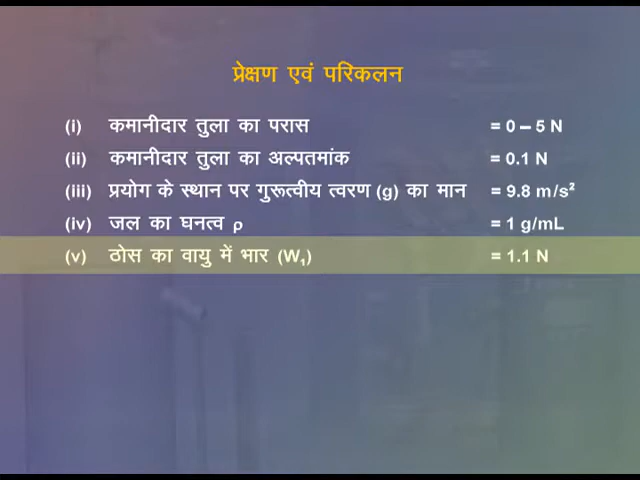 प्रेक्षण एवं परिकलन
(i) कमानीदार तुला का परास = 0 – 5 N
(ii) कमानीदार तुला का अल्पतमांक = 0.1 N
(iii) प्रयोग के स्थान पर गुरूत्वीय त्वरण (g) का मान = 9.8 m/s²
(iv) जल का घनत्व ρ = 1 g/mL
(v) ठोस का वायु में भार (W₁) = 1.1 N